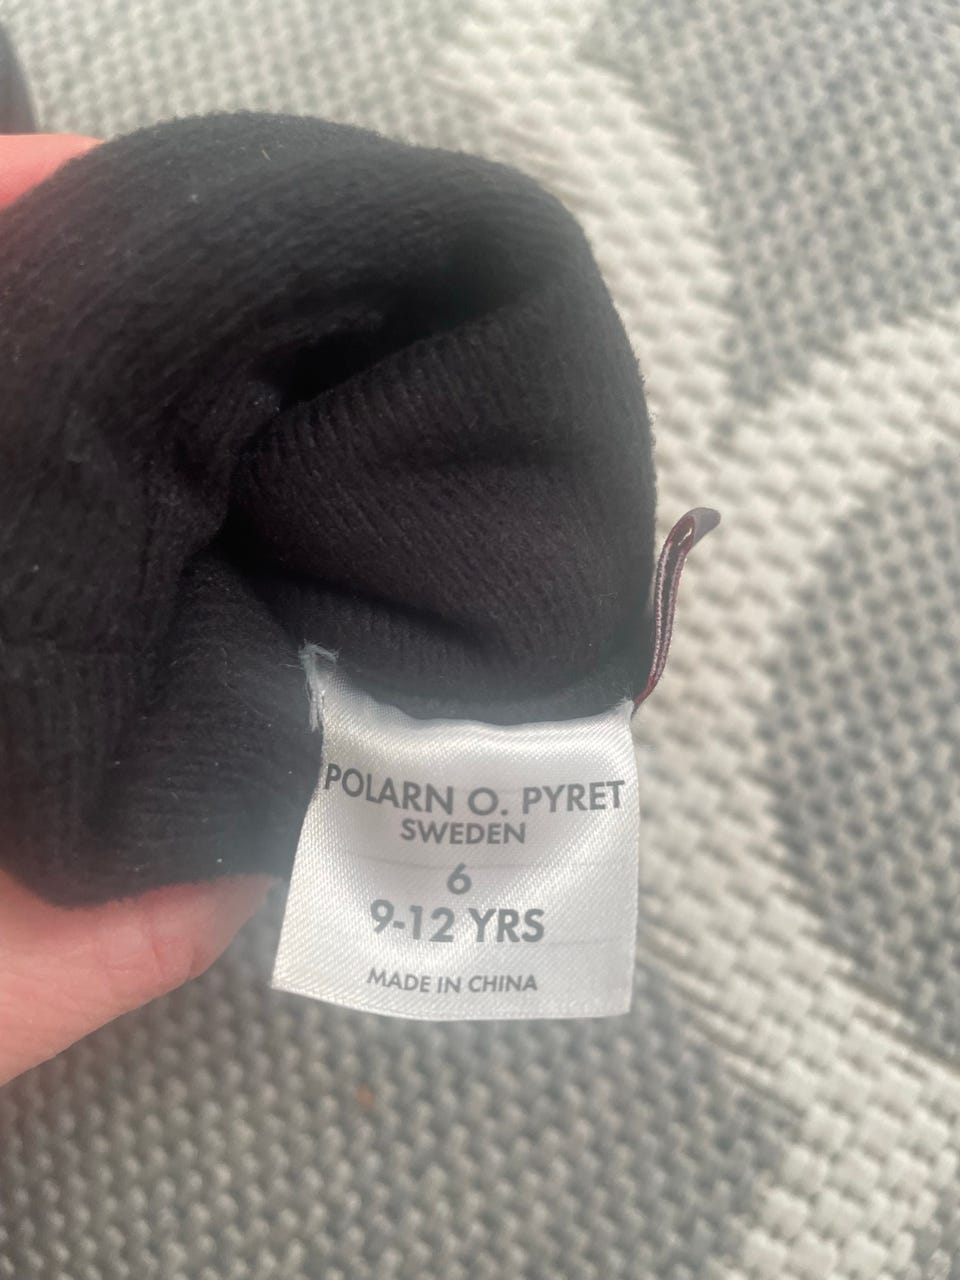 POLARN O. PYRET
SWEDEN
6
9-12 YRS
MADE IN CHINA